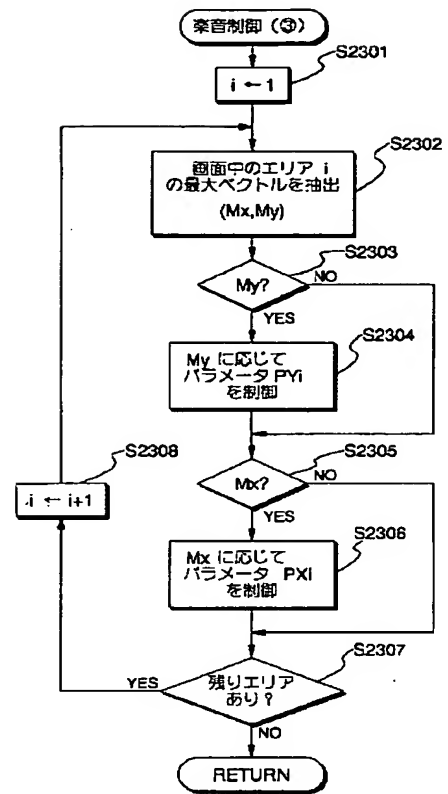 楽音制御（③）
S2301
i ← 1
S2302
画面中のエリア i
の最大ベクトルを抽出
(Mx,My)
S2303
My?
NO
YES
S2304
My に応じて
パラメータ PYi
を制御
S2305
Mx?
NO
YES
S2306
Mx に応じて
パラメータ PXi
を制御
S2308
i ← i+1
S2307
残りエリア
あり？
YES
NO
RETURN